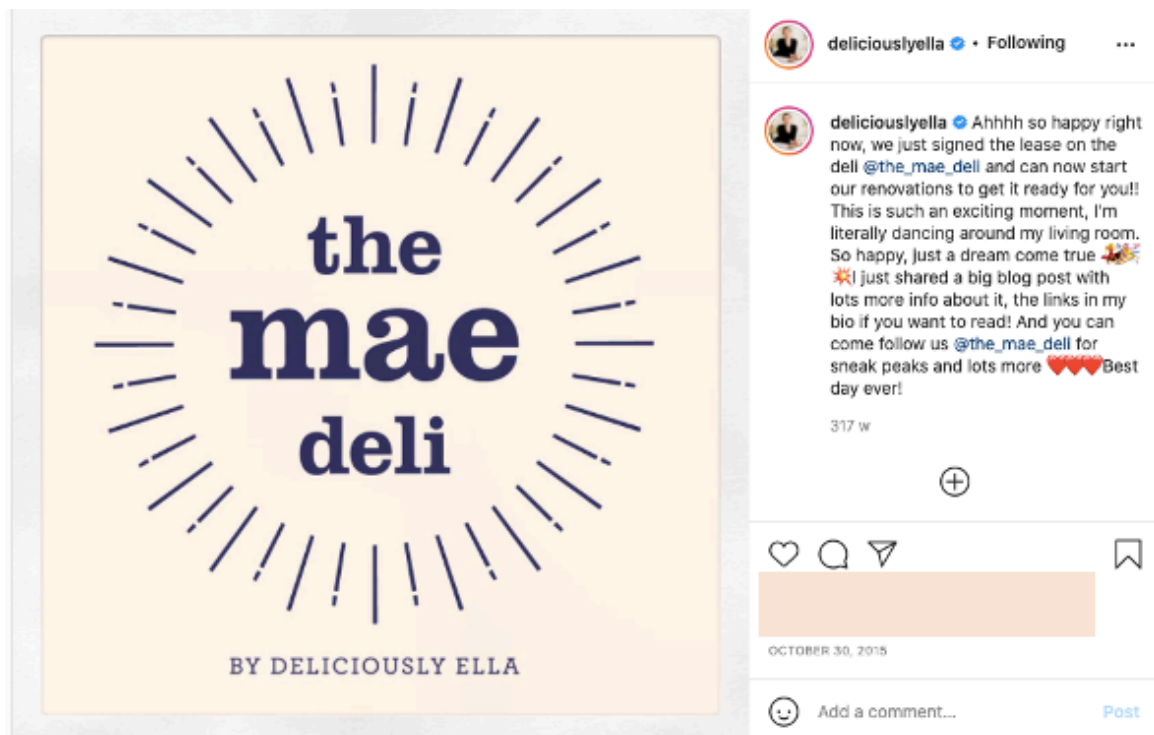 the
mae
deli
BY DELICIOUSLY ELLA
deliciouslyella • Following
deliciouslyella Ahhhh so happy right
now, we just signed the lease on the
deli @the_mae_deli and can now start
our renovations to get it ready for you!!
This is such an exciting moment, I'm
literally dancing around my living room.
So happy, just a dream come true 💃🎉
💥I just shared a big blog post with
lots more info about it, the links in my
bio if you want to read! And you can
come follow us @the_mae_deli for
sneak peaks and lots more ❤️❤️❤️Best
day ever!
317 w
OCTOBER 30, 2015
Add a comment...
Post